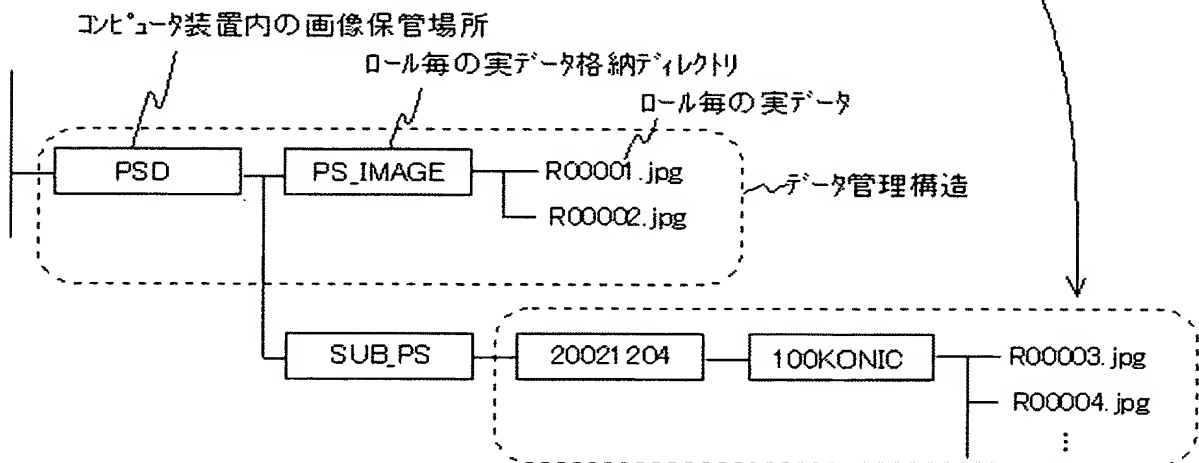 コンピュータ装置内の画像保管場所
ロール毎の実データ格納ディレクトリ
ロール毎の実データ
PSD
PS_IMAGE
R00001.jpg
データ管理構造
R00002.jpg
SUB_PS
20021204
100KONIC
R00003.jpg
R00004.jpg
⋮